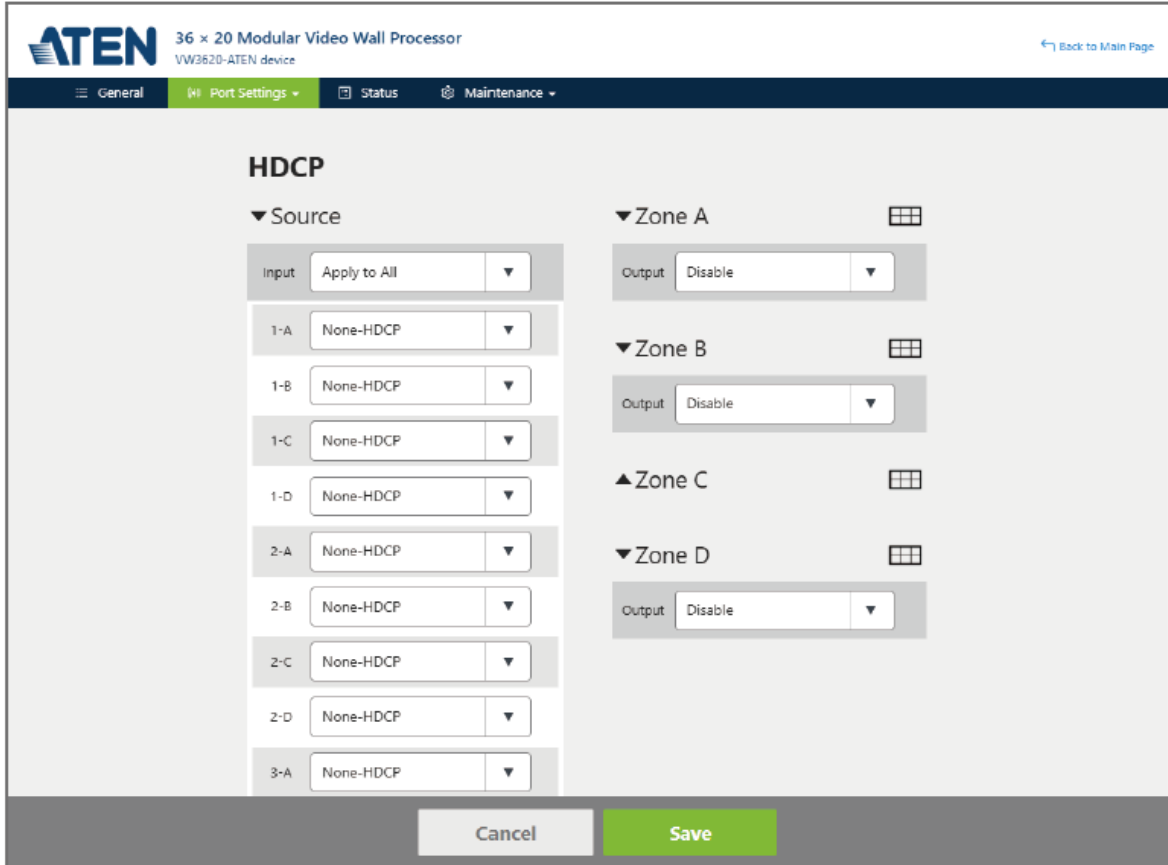 ATEN
36 × 20 Modular Video Wall Processor
VW3620-ATEN device
Back to Main Page
General Port Settings Status Maintenance
HDCP
Source
Input Apply to All
1-A None-HDCP
1-B None-HDCP
1-C None-HDCP
1-D None-HDCP
2-A None-HDCP
2-B None-HDCP
2-C None-HDCP
2-D None-HDCP
3-A None-HDCP
Zone A
Output Disable
Zone B
Output Disable
Zone C
Zone D
Output Disable
Cancel Save